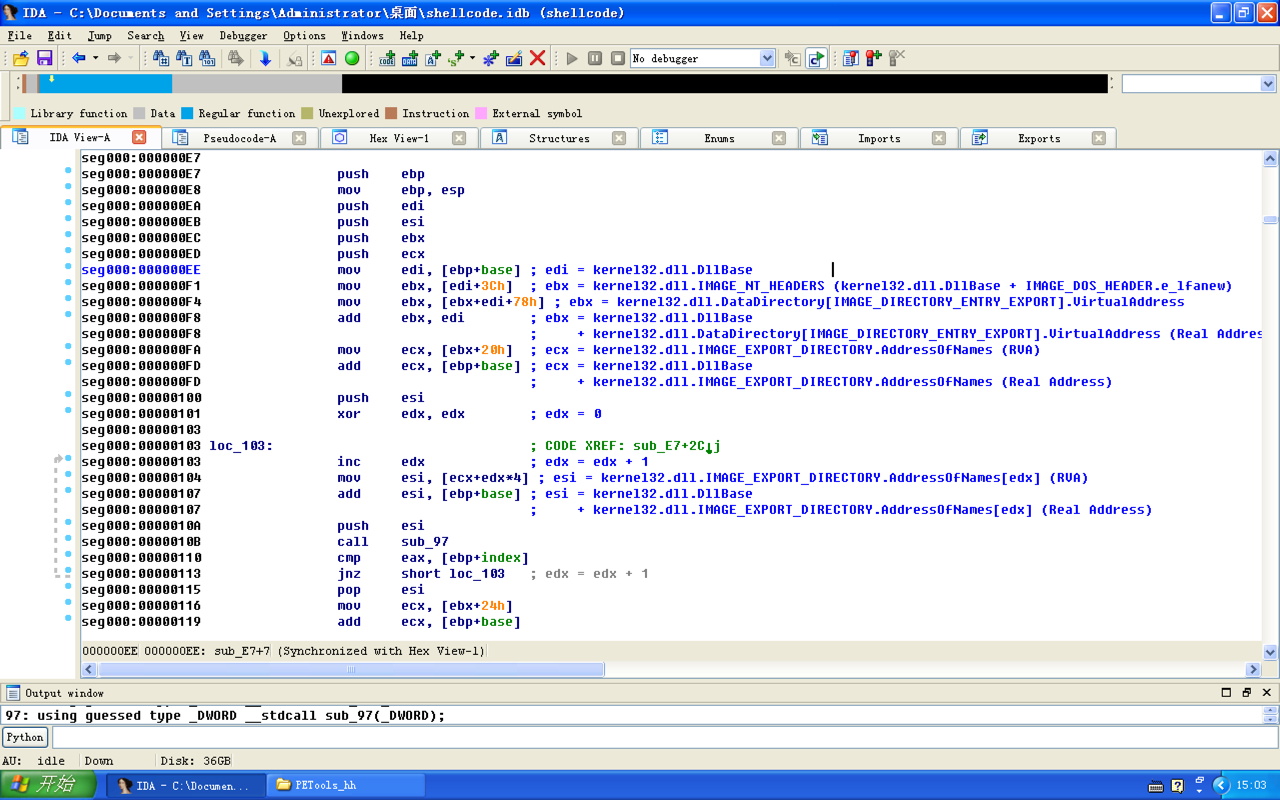 IDA - C:\Documents and Settings\Administrator\桌面\shellcode.idb (shellcode)
File Edit Jump Search View Debugger Options Windows Help
No debugger
Library function Data Regular function Unexplored Instruction External symbol
IDA View-A Pseudocode-A Hex View-1 Structures Enums Imports Exports
seg000:000000E7
seg000:000000E7 push ebp
seg000:000000E8 mov ebp, esp
seg000:000000EA push edi
seg000:000000EB push esi
seg000:000000EC push ebx
seg000:000000ED push ecx
seg000:000000EE mov edi, [ebp+base] ; edi = kernel32.dll.DllBase
seg000:000000F1 mov ebx, [edi+3Ch] ; ebx = kernel32.dll.IMAGE_NT_HEADERS (kernel32.dll.DllBase + IMAGE_DOS_HEADER.e_lfanew)
seg000:000000F4 mov ebx, [ebx+edi+78h] ; ebx = kernel32.dll.DataDirectory[IMAGE_DIRECTORY_ENTRY_EXPORT].VirtualAddress
seg000:000000F8 add ebx, edi ; ebx = kernel32.dll.DllBase
seg000:000000F8 ; + kernel32.dll.DataDirectory[IMAGE_DIRECTORY_ENTRY_EXPORT].VirtualAddress (Real Addres
seg000:000000FA mov ecx, [ebx+20h] ; ecx = kernel32.dll.IMAGE_EXPORT_DIRECTORY.AddressOfNames (RVA)
seg000:000000FD add ecx, [ebp+base] ; ecx = kernel32.dll.DllBase
seg000:000000FD ; + kernel32.dll.IMAGE_EXPORT_DIRECTORY.AddressOfNames (Real Address)
seg000:00000100 push esi
seg000:00000101 xor edx, edx ; edx = 0
seg000:00000103
seg000:00000103 loc_103: ; CODE XREF: sub_E7+2C↓j
seg000:00000103 inc edx ; edx = edx + 1
seg000:00000104 mov esi, [ecx+edx*4] ; esi = kernel32.dll.IMAGE_EXPORT_DIRECTORY.AddressOfNames[edx] (RVA)
seg000:00000107 add esi, [ebp+base] ; esi = kernel32.dll.DllBase
seg000:00000107 ; + kernel32.dll.IMAGE_EXPORT_DIRECTORY.AddressOfNames[edx] (Real Address)
seg000:0000010A push esi
seg000:0000010B call sub_97
seg000:00000110 cmp eax, [ebp+index]
seg000:00000113 jnz short loc_103 ; edx = edx + 1
seg000:00000115 pop esi
seg000:00000116 mov ecx, [ebx+24h]
seg000:00000119 add ecx, [ebp+base]
000000EE 000000EE: sub_E7+7 (Synchronized with Hex View-1)
Output window
97: using guessed type _DWORD __stdcall sub_97(_DWORD);
Python
AU: idle Down Disk: 36GB
开始 IDA - C:\Documen... PETools_hh 15:03